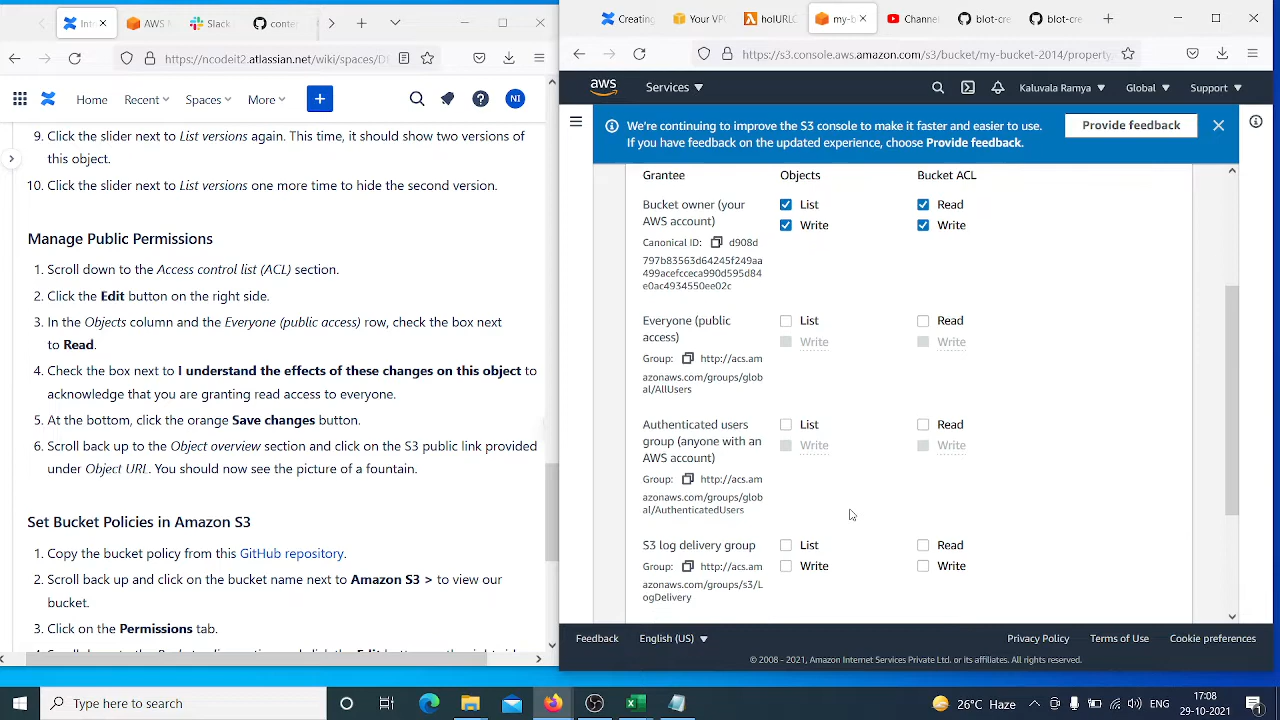 Int
AWS M
Slack
conter
https://ncodeit2.atlassian.net/wiki/spaces/DI
Home
Recent
Spaces
More
NI
9. Click the slider next to List versions again. This time, it should show two versions
of this object.
10. Click the slider next to List versions one more time to hide the second version.
Manage Public Permissions
1. Scroll down to the Access control list (ACL) section.
2. Click the Edit button on the right side.
3. In the Objects column and the Everyone (public access) row, check the box next
to Read.
4. Check the box next to I understand the effects of these changes on this object to
acknowledge that you are granting read access to everyone.
5. At the bottom, click the orange Save changes button.
6. Scroll back up to the Object overview section and click on the S3 public link provided
under Object URL. You should now see the picture of a fountain.
Set Bucket Policies in Amazon S3
1. Copy the bucket policy from this GitHub repository.
2. Scroll back up and click on the bucket name next to Amazon S3 > to view our
bucket.
3. Click on the Permissions tab.
Creating
Your VP
holURLO
my-b
Channe
blot-cre
blot-cre
https://s3.console.aws.amazon.com/s3/bucket/my-bucket-2014/property
aws
Services
Kaluvala Ramya
Global
Support
We're continuing to improve the S3 console to make it faster and easier to use.
If you have feedback on the updated experience, choose Provide feedback.
Provide feedback
Grantee
Objects
Bucket ACL
Bucket owner (your
AWS account)
List
Read
Write
Write
Canonical ID: d908d
797b83563d64245f249aa
499acefcceca990d595d84
e0ac4934550ee02c
Everyone (public
access)
List
Read
Write
Write
Group: http://acs.am
azonaws.com/groups/glob
al/AllUsers
Authenticated users
group (anyone with an
AWS account)
List
Read
Write
Write
Group: http://acs.am
azonaws.com/groups/glob
al/AuthenticatedUsers
S3 log delivery group
List
Read
Write
Write
Group: http://acs.am
azonaws.com/groups/s3/L
ogDelivery
Feedback
English (US)
Privacy Policy
Terms of Use
Cookie preferences
© 2008 - 2021, Amazon Internet Services Private Ltd. or its affiliates. All rights reserved.
Type here to search
26°C Haze
ENG
17:08
29-10-2021